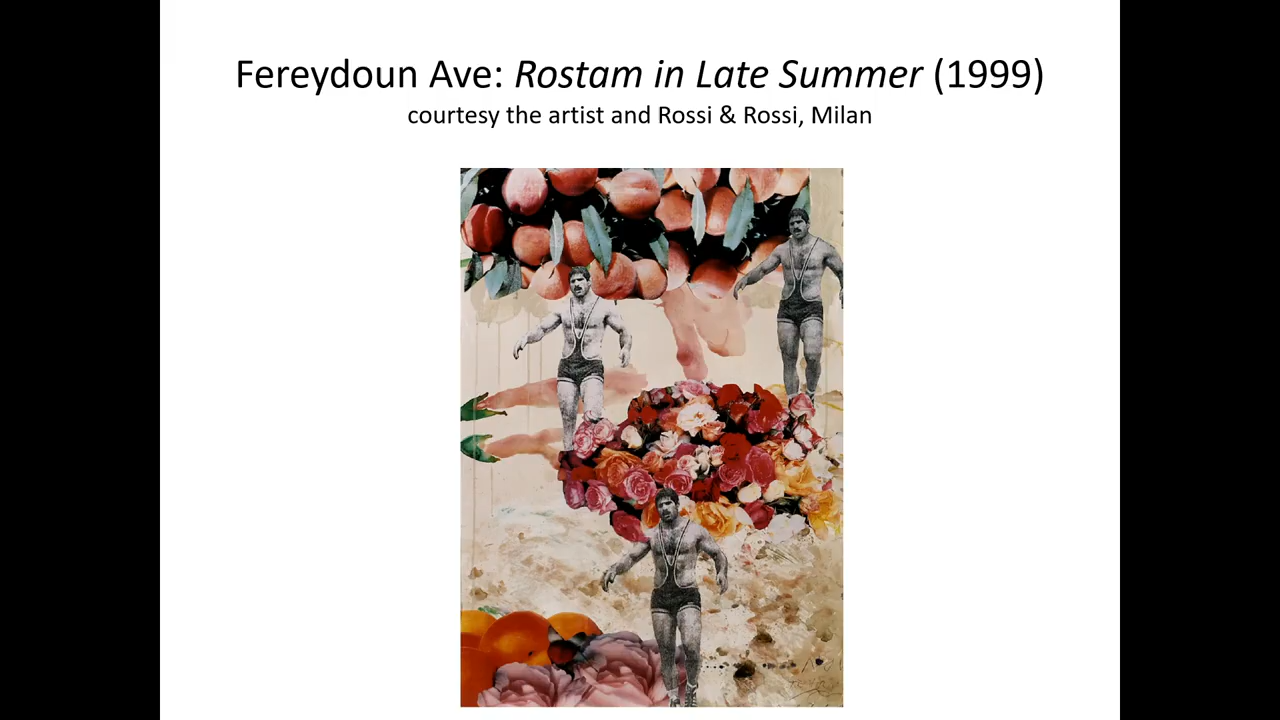 Fereydoun Ave: Rostam in Late Summer (1999)
courtesy the artist and Rossi & Rossi, Milan